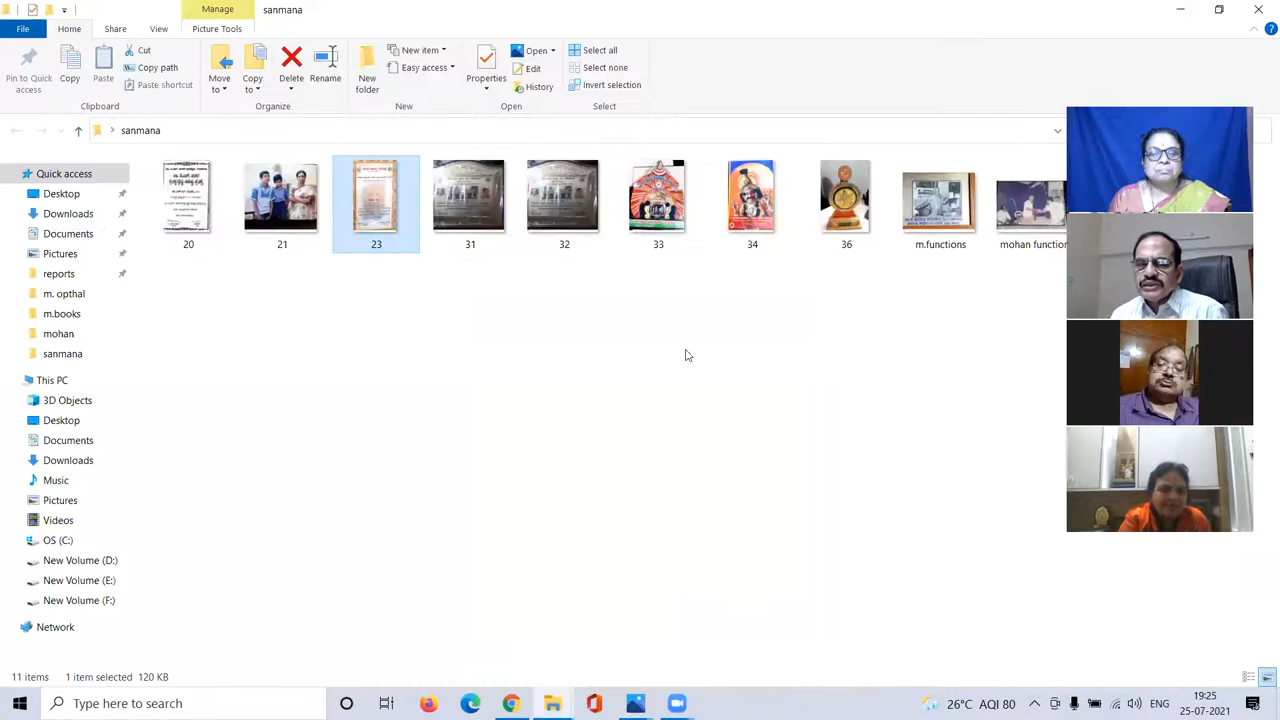 Manage
sanmana
File
Home
Share
View
Picture Tools
Pin to Quick access
Copy
Paste
Cut
Copy path
Paste shortcut
Clipboard
Move to
Copy to
Delete
Rename
Organize
New folder
New item
Easy access
New
Properties
Open
Edit
History
Open
Select all
Select none
Invert selection
Select
sanmana
Quick access
Desktop
Downloads
Documents
Pictures
reports
m. opthal
m.books
mohan
sanmana
This PC
3D Objects
Desktop
Documents
Downloads
Music
Pictures
Videos
OS (C:)
New Volume (D:)
New Volume (E:)
New Volume (F:)
Network
20
21
23
31
32
33
34
36
m.functions
mohan function
11 items
1 item selected 120 KB
Type here to search
26°C AQI 80
ENG
19:25
25-07-2021